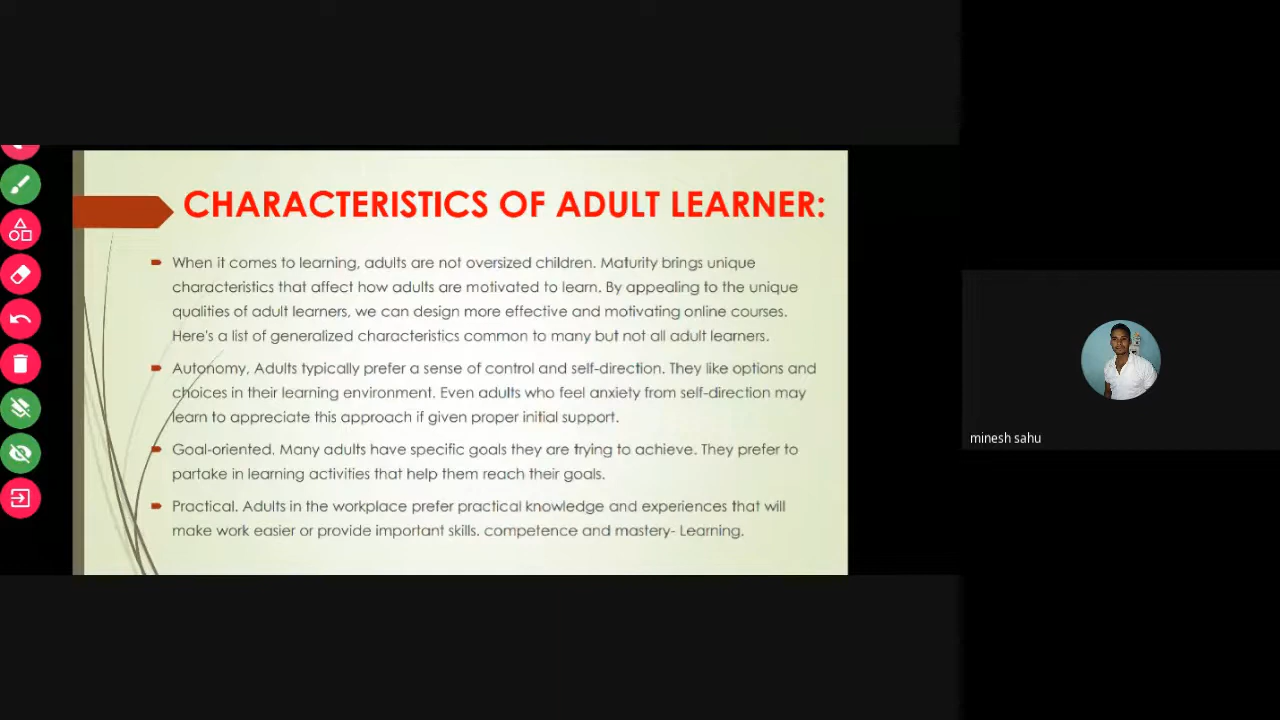 CHARACTERISTICS OF ADULT LEARNER:
When it comes to learning, adults are not oversized children. Maturity brings unique
characteristics that affect how adults are motivated to learn. By appealing to the unique
qualities of adult learners, we can design more effective and motivating online courses.
Here's a list of generalized characteristics common to many but not all adult learners.
Autonomy. Adults typically prefer a sense of control and self-direction. They like options and
choices in their learning environment. Even adults who feel anxiety from self-direction may
learn to appreciate this approach if given proper initial support.
Goal-oriented. Many adults have specific goals they are trying to achieve. They prefer to
partake in learning activities that help them reach their goals.
Practical. Adults in the workplace prefer practical knowledge and experiences that will
make work easier or provide important skills. competence and mastery- Learning.
minesh sahu